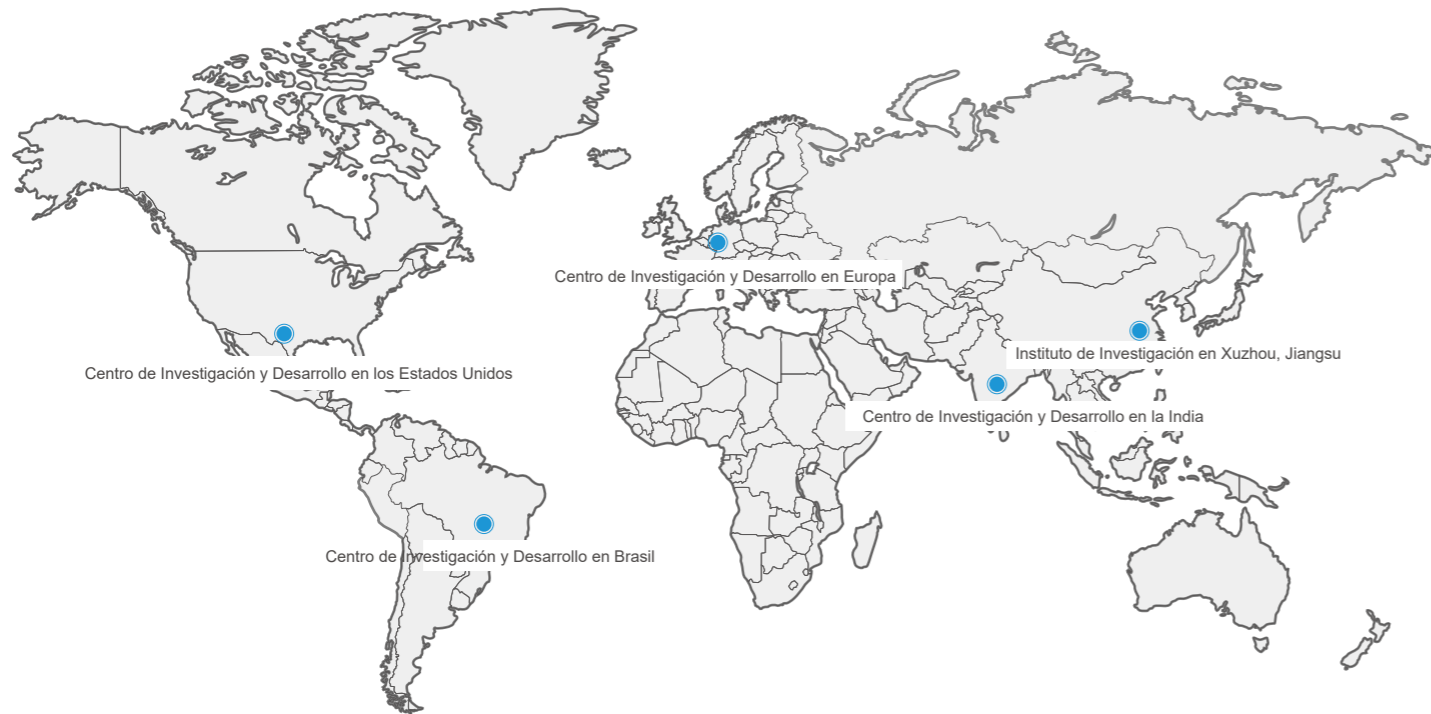 Centro de Investigación y Desarrollo en Europa
Instituto de Investigación en Xuzhou, Jiangsu
Centro de Investigación y Desarrollo en los Estados Unidos
Centro de Investigación y Desarrollo en la India
Centro de Investigación y Desarrollo en Brasil